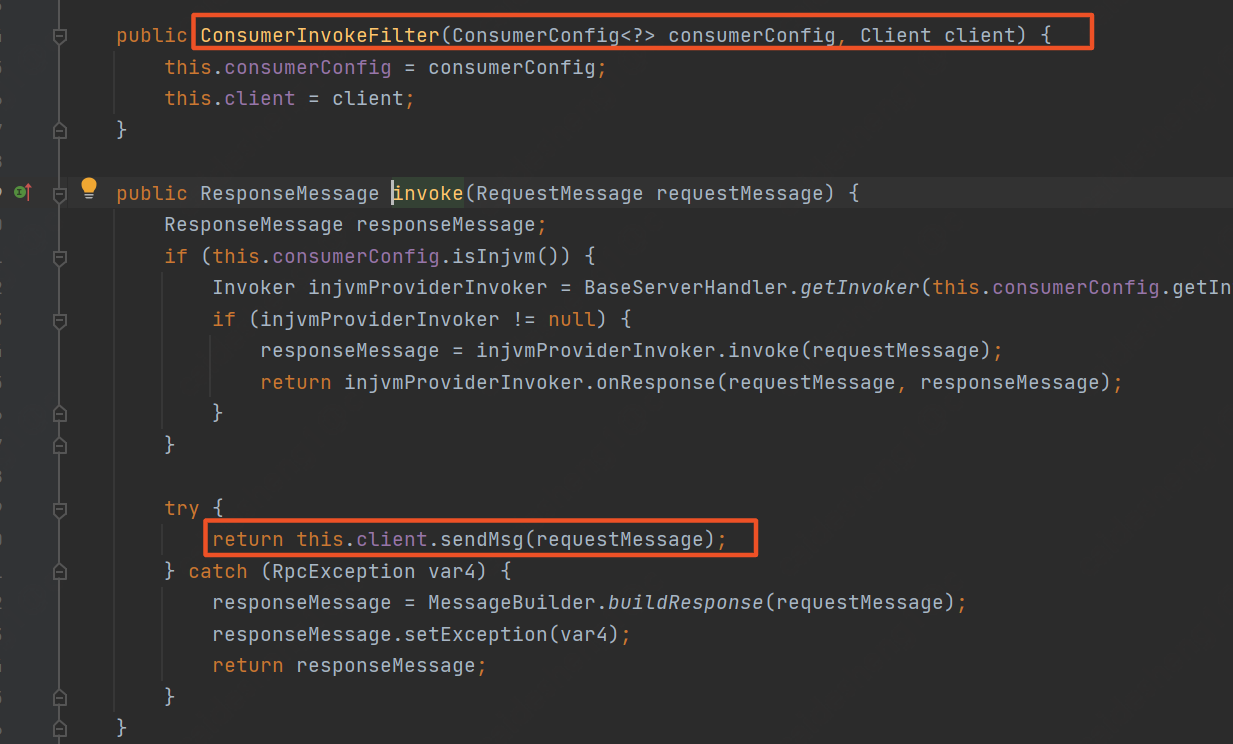 public ConsumerInvokeFilter(ConsumerConfig<?> consumerConfig, Client client) {
this.consumerConfig = consumerConfig;
this.client = client;
}
public ResponseMessage invoke(RequestMessage requestMessage) {
ResponseMessage responseMessage;
if (this.consumerConfig.isInjvm()) {
Invoker injvmProviderInvoker = BaseServerHandler.getInvoker(this.consumerConfig.getIn
if (injvmProviderInvoker != null) {
responseMessage = injvmProviderInvoker.invoke(requestMessage);
return injvmProviderInvoker.onResponse(requestMessage, responseMessage);
}
}
try {
return this.client.sendMsg(requestMessage);
} catch (RpcException var4) {
responseMessage = MessageBuilder.buildResponse(requestMessage);
responseMessage.setException(var4);
return responseMessage;
}
}